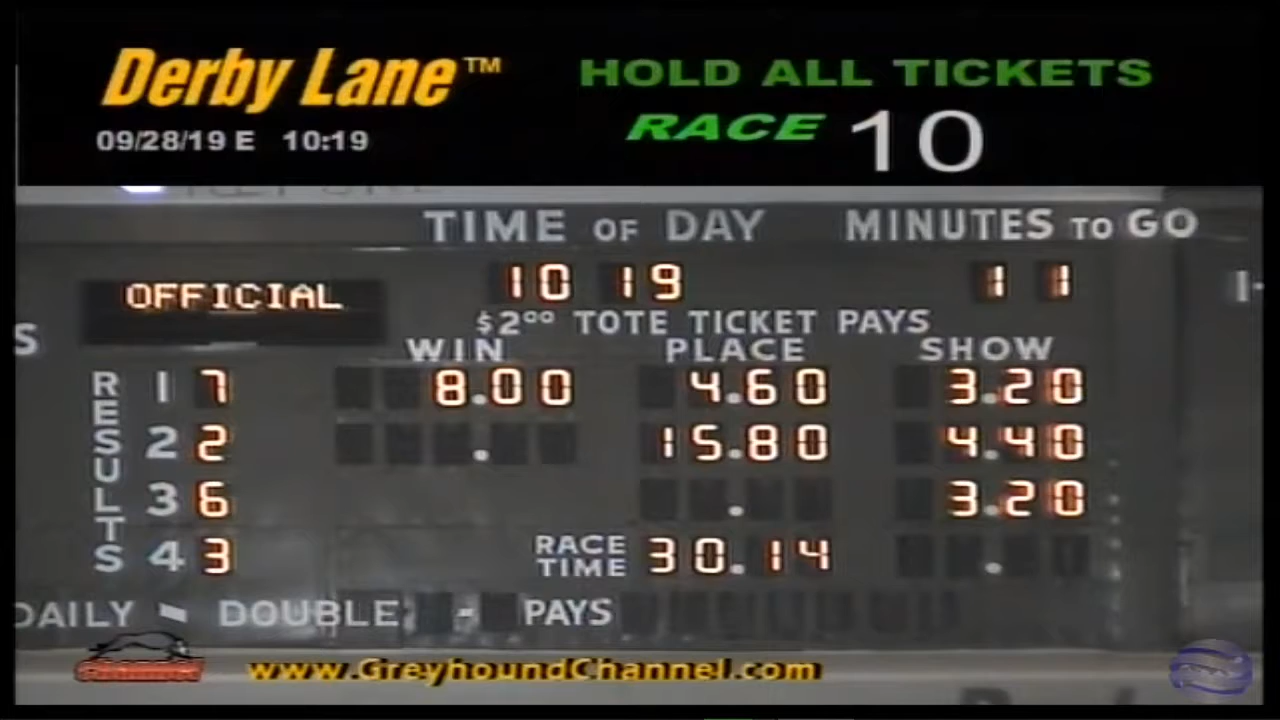 Derby Lane™
HOLD ALL TICKETS
09/28/19 E 10:19
RACE 10
TIME OF DAY
MINUTES TO GO
OFFICIAL
10 19
11
$2⁰⁰ TOTE TICKET PAYS
WIN PLACE SHOW
RESULTS
1 7 8.00 4.60 3.20
2 2 . 15.80 4.40
3 6 . 3.20
4 3 RACE TIME 30.14 .
DAILY - DOUBLE - PAYS
CHANNEL
www.GreyhoundChannel.com